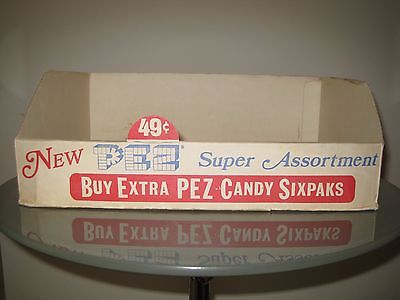 49¢
New PEZ Super Assortment
Buy Extra PEZ Candy Sixpaks